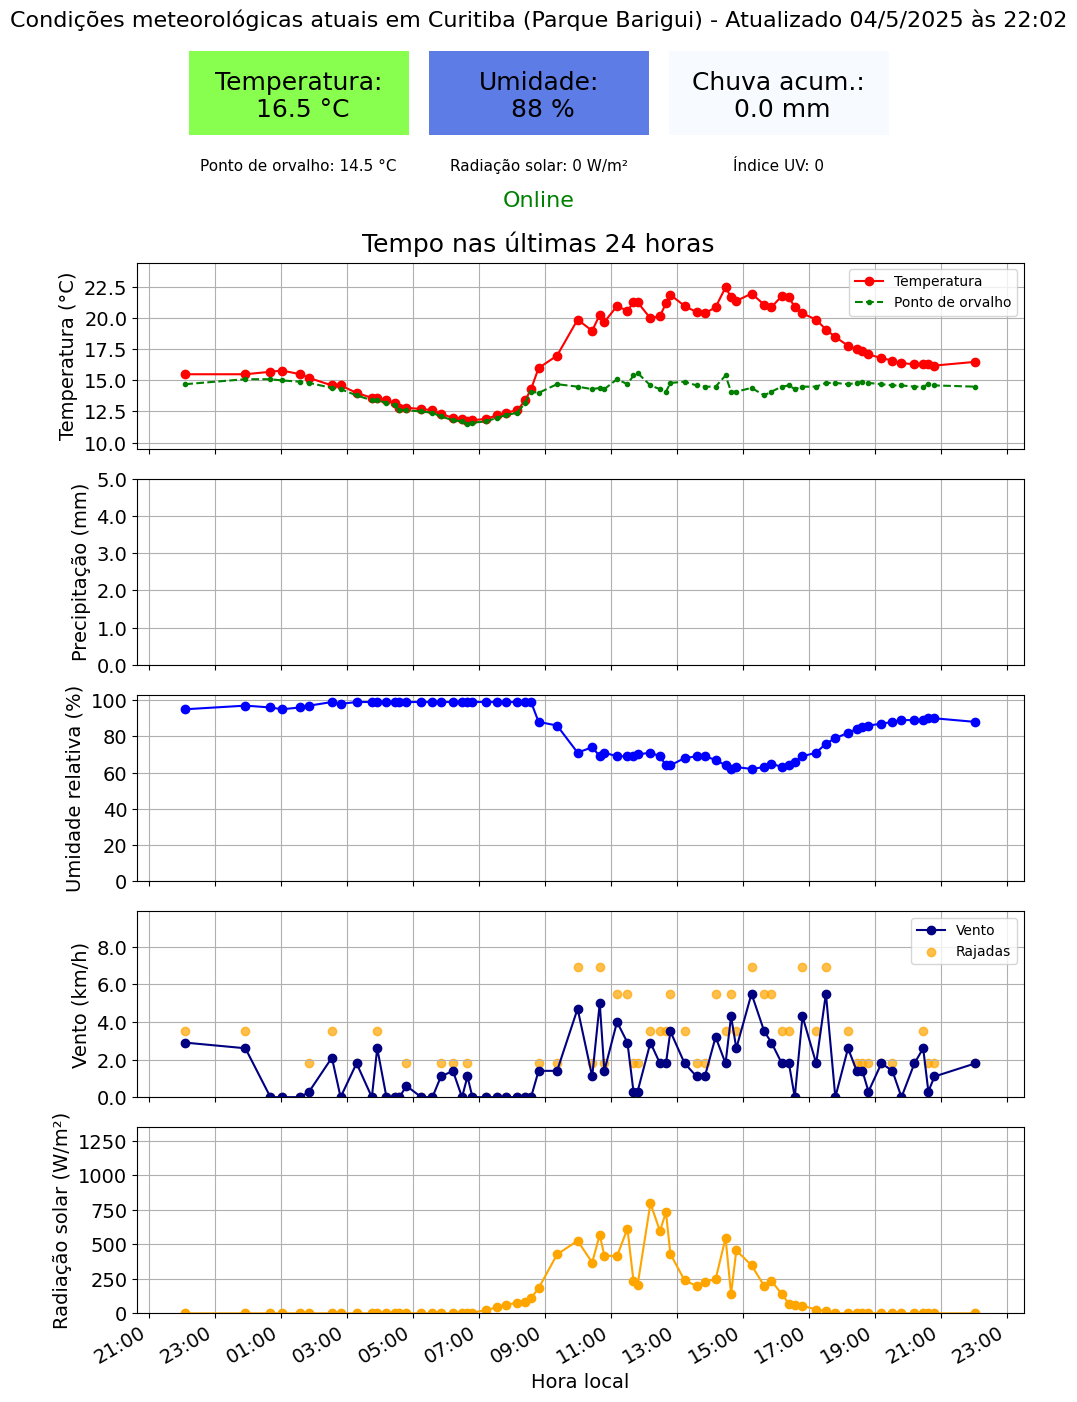 Condições meteorológicas atuais em Curitiba (Parque Barigui) - Atualizado 04/5/2025 às 22:02
Temperatura:
16.5 °C
Umidade:
88 %
Chuva acum.:
0.0 mm
Ponto de orvalho: 14.5 °C
Radiação solar: 0 W/m²
Índice UV: 0
Online
Tempo nas últimas 24 horas
Temperatura (°C)
22.5
20.0
17.5
15.0
12.5
10.0
Temperatura
Ponto de orvalho
Precipitação (mm)
5.0
4.0
3.0
2.0
1.0
0.0
Umidade relativa (%)
100
80
60
40
20
0
Vento (km/h)
8.0
6.0
4.0
2.0
0.0
Vento
Rajadas
Radiação solar (W/m²)
1250
1000
750
500
250
0
21:00
23:00
01:00
03:00
05:00
07:00
09:00
11:00
13:00
15:00
17:00
19:00
21:00
23:00
Hora local